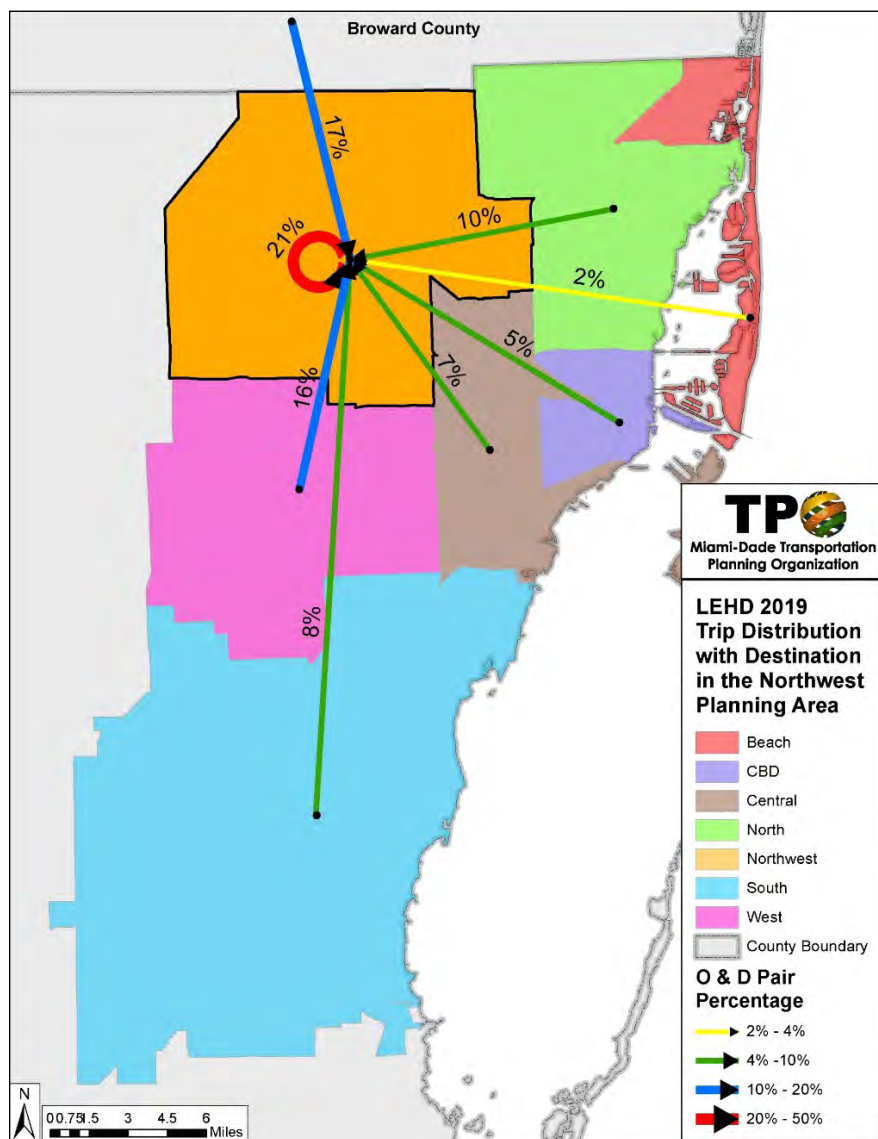 Broward County
17%
21%
10%
2%
5%
7%
16%
8%
TPO
Miami-Dade Transportation
Planning Organization
LEHD 2019
Trip Distribution
with Destination
in the Northwest
Planning Area
Beach
CBD
Central
North
Northwest
South
West
County Boundary
O & D Pair
Percentage
2% - 4%
4% -10%
10% - 20%
20% - 50%
N
0 0.75 1.5 3 4.5 6
Miles